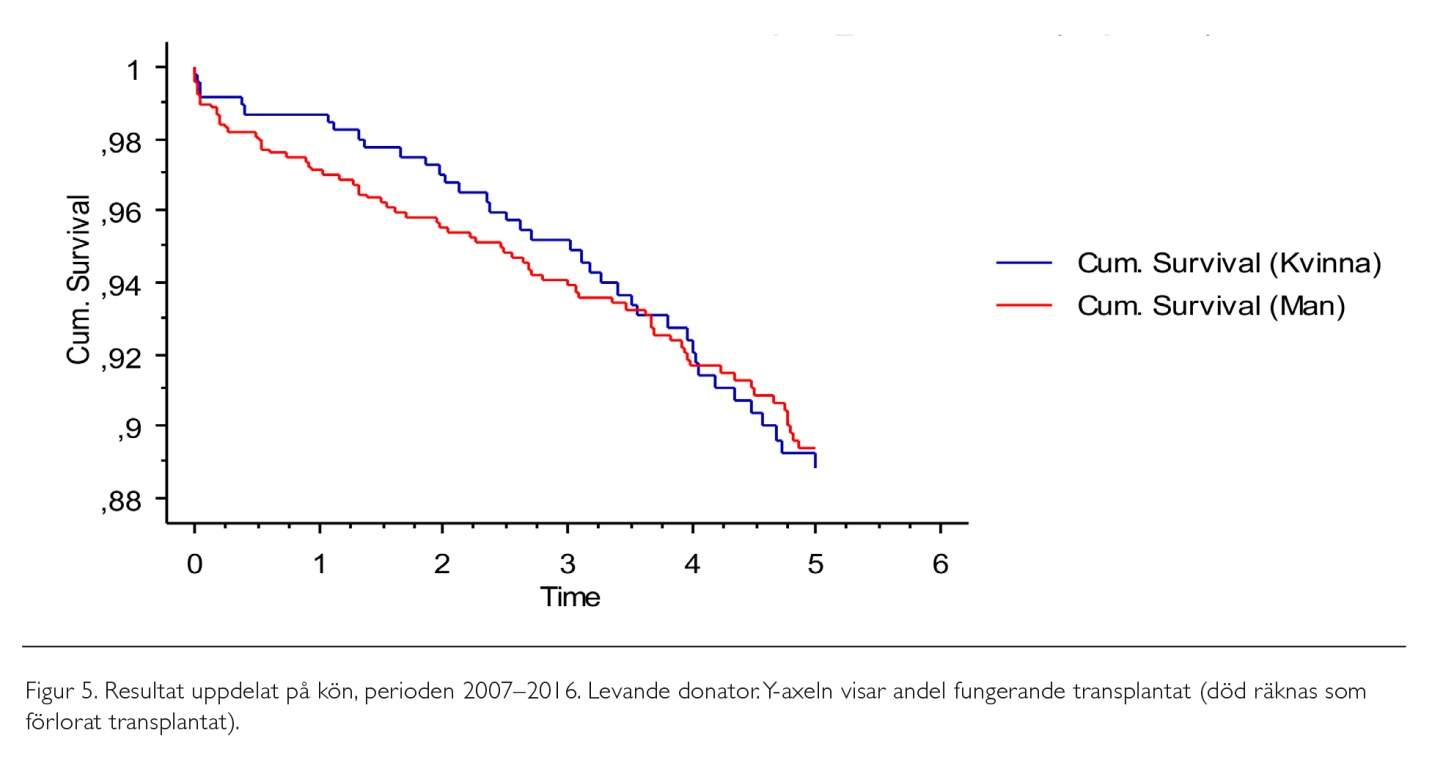 1
,98
,96
,94
,92
,9
,88
Cum. Survival
0 1 2 3 4 5 6
Time
Cum. Survival (Kvinna)
Cum. Survival (Man)
Figur 5. Resultat uppdelat på kön, perioden 2007–2016. Levande donator. Y-axeln visar andel fungerande transplantat (död räknas som
förlorat transplantat).